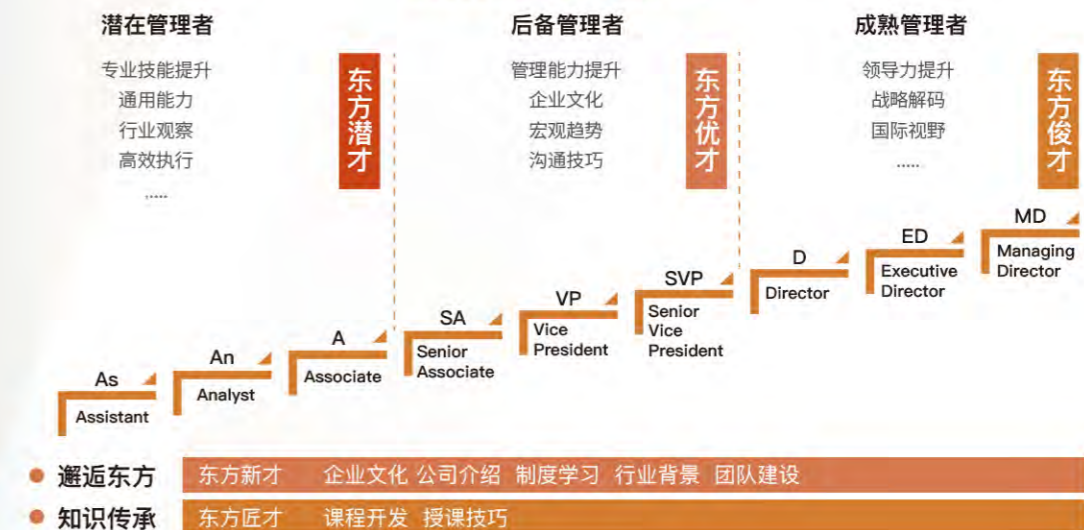 潜在管理者
专业技能提升
通用能力
行业观察
高效执行
.....
东方潜才
后备管理者
管理能力提升
企业文化
宏观趋势
沟通技巧
东方优才
成熟管理者
领导力提升
战略解码
国际视野
.....
东方俊才
As
Assistant
An
Analyst
A
Associate
SA
Senior
Associate
VP
Vice
President
SVP
Senior
Vice
President
D
Director
ED
Executive
Director
MD
Managing
Director
邂逅东方 东方新才 企业文化 公司介绍 制度学习 行业背景 团队建设
知识传承 东方匠才 课程开发 授课技巧